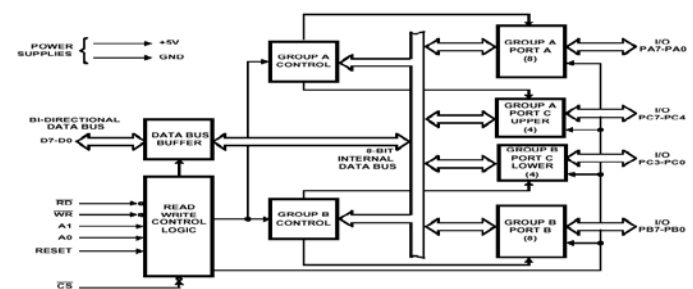 POWER
SUPPLIES
+5V
GND
BI-DIRECTIONAL
DATA BUS
D7-D0
DATA BUS
BUFFER
RD
WR
A1
A0
RESET
CS
READ
WRITE
CONTROL
LOGIC
GROUP A
CONTROL
GROUP B
CONTROL
8-BIT
INTERNAL
DATA BUS
GROUP A
PORT A
(8)
GROUP A
PORT C
UPPER
(4)
GROUP B
PORT C
LOWER
(4)
GROUP B
PORT B
(8)
I/O
PA7-PA0
I/O
PC7-PC4
I/O
PC3-PC0
I/O
PB7-PB0